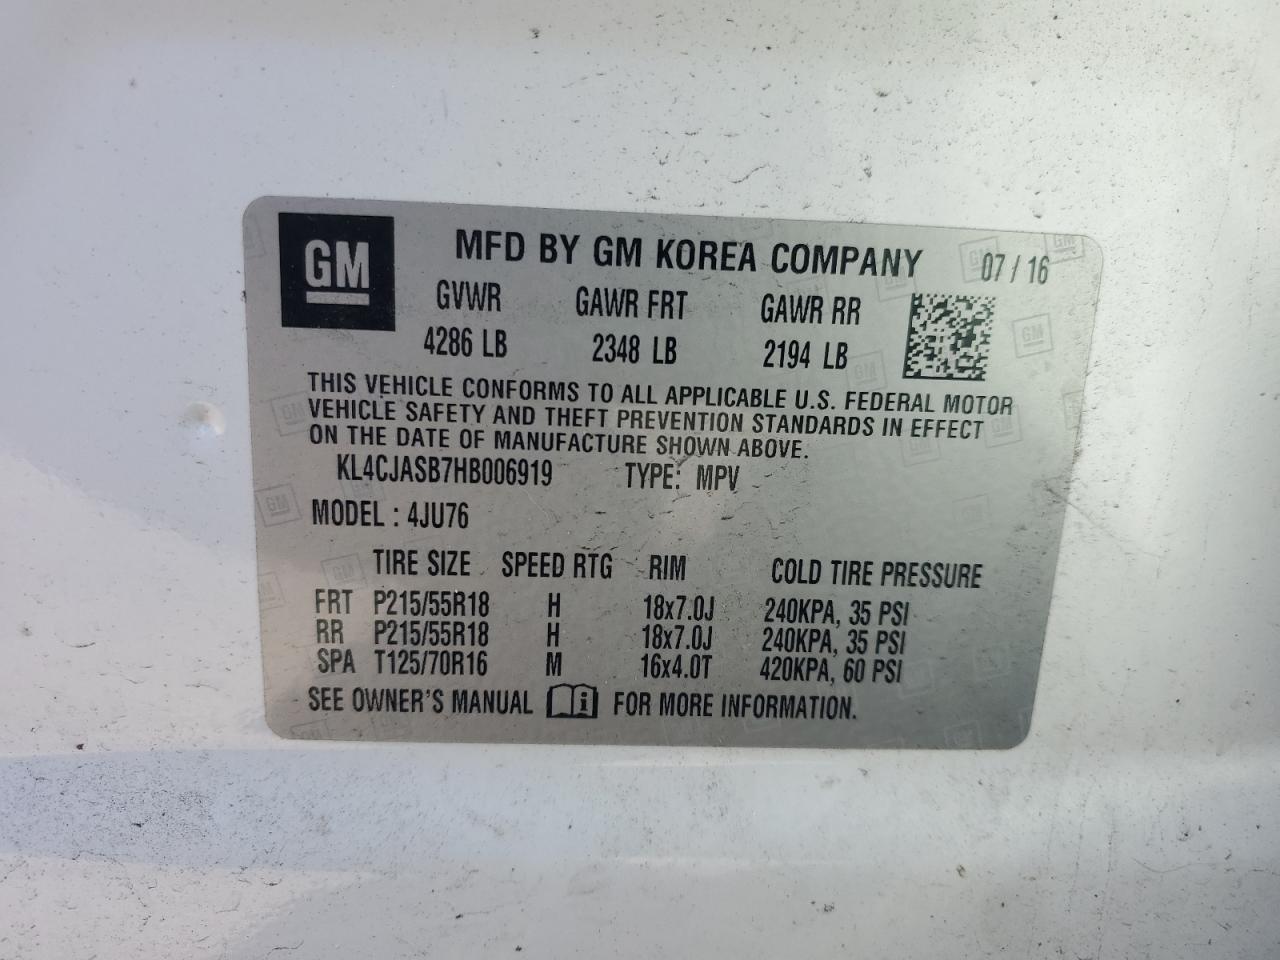 GM
MFD BY GM KOREA COMPANY 07 / 16
GVWR GAWR FRT GAWR RR
4286 LB 2348 LB 2194 LB
THIS VEHICLE CONFORMS TO ALL APPLICABLE U.S. FEDERAL MOTOR
VEHICLE SAFETY AND THEFT PREVENTION STANDARDS IN EFFECT
ON THE DATE OF MANUFACTURE SHOWN ABOVE.
KL4CJASB7HB006919 TYPE: MPV
MODEL : 4JU76
TIRE SIZE SPEED RTG RIM COLD TIRE PRESSURE
FRT P215/55R18 H 18x7.0J 240KPA, 35 PSI
RR P215/55R18 H 18x7.0J 240KPA, 35 PSI
SPA T125/70R16 M 16x4.0T 420KPA, 60 PSI
SEE OWNER'S MANUAL i FOR MORE INFORMATION.